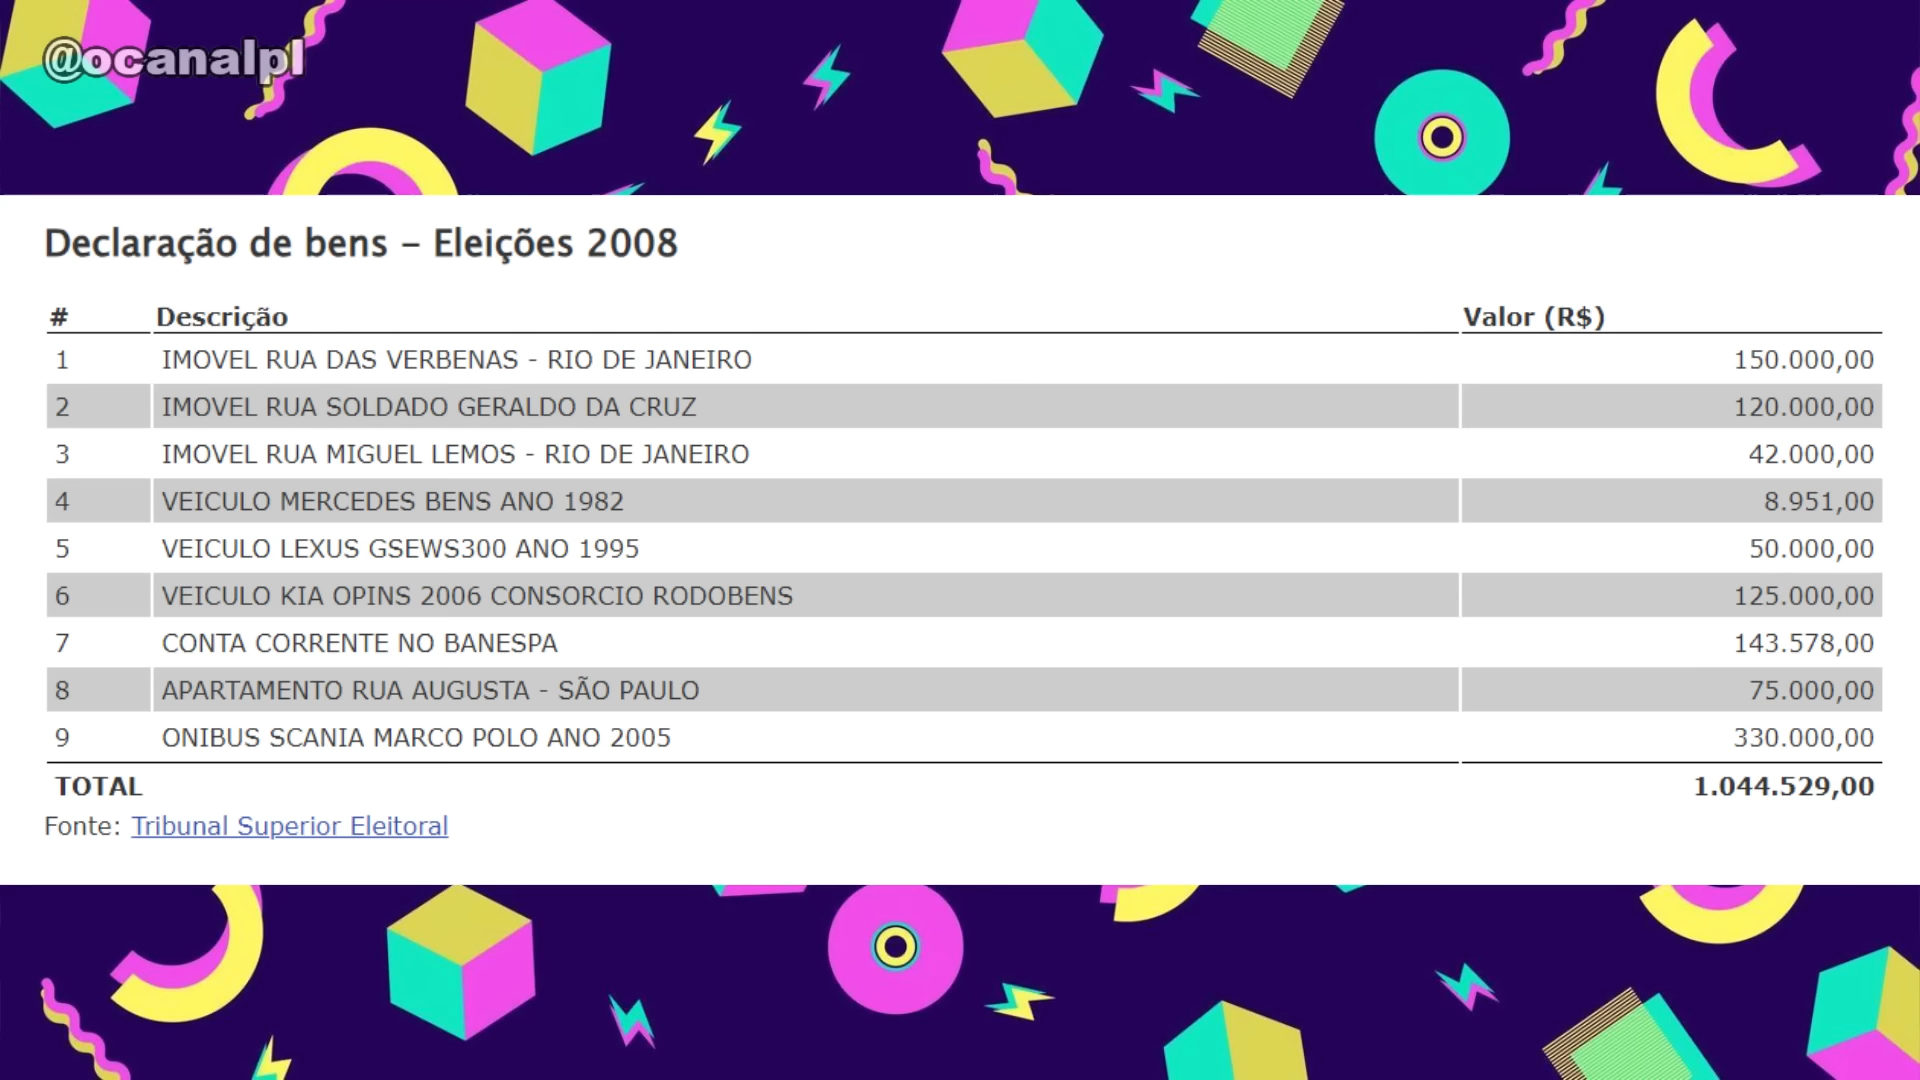 @ocanalpl
Declaração de bens – Eleições 2008
# Descrição Valor (R$)
1 IMOVEL RUA DAS VERBENAS - RIO DE JANEIRO 150.000,00
2 IMOVEL RUA SOLDADO GERALDO DA CRUZ 120.000,00
3 IMOVEL RUA MIGUEL LEMOS - RIO DE JANEIRO 42.000,00
4 VEICULO MERCEDES BENS ANO 1982 8.951,00
5 VEICULO LEXUS GSEWS300 ANO 1995 50.000,00
6 VEICULO KIA OPINS 2006 CONSORCIO RODOBENS 125.000,00
7 CONTA CORRENTE NO BANESPA 143.578,00
8 APARTAMENTO RUA AUGUSTA - SÃO PAULO 75.000,00
9 ONIBUS SCANIA MARCO POLO ANO 2005 330.000,00
TOTAL 1.044.529,00
Fonte: Tribunal Superior Eleitoral